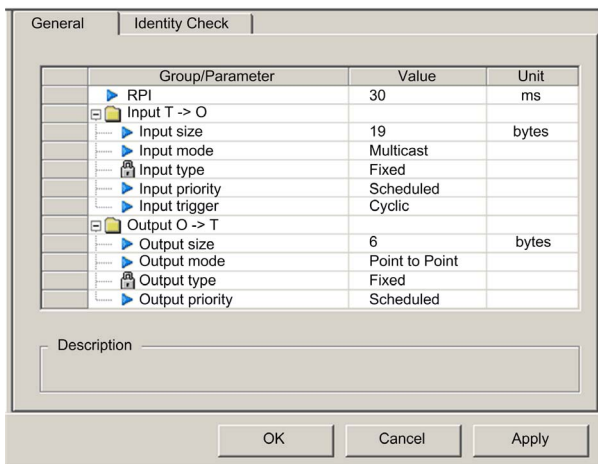 General Identity Check
Group/Parameter Value Unit
RPI 30 ms
Input T -> O
Input size 19 bytes
Input mode Multicast
Input type Fixed
Input priority Scheduled
Input trigger Cyclic
Output O -> T
Output size 6 bytes
Output mode Point to Point
Output type Fixed
Output priority Scheduled
Description
OK Cancel Apply